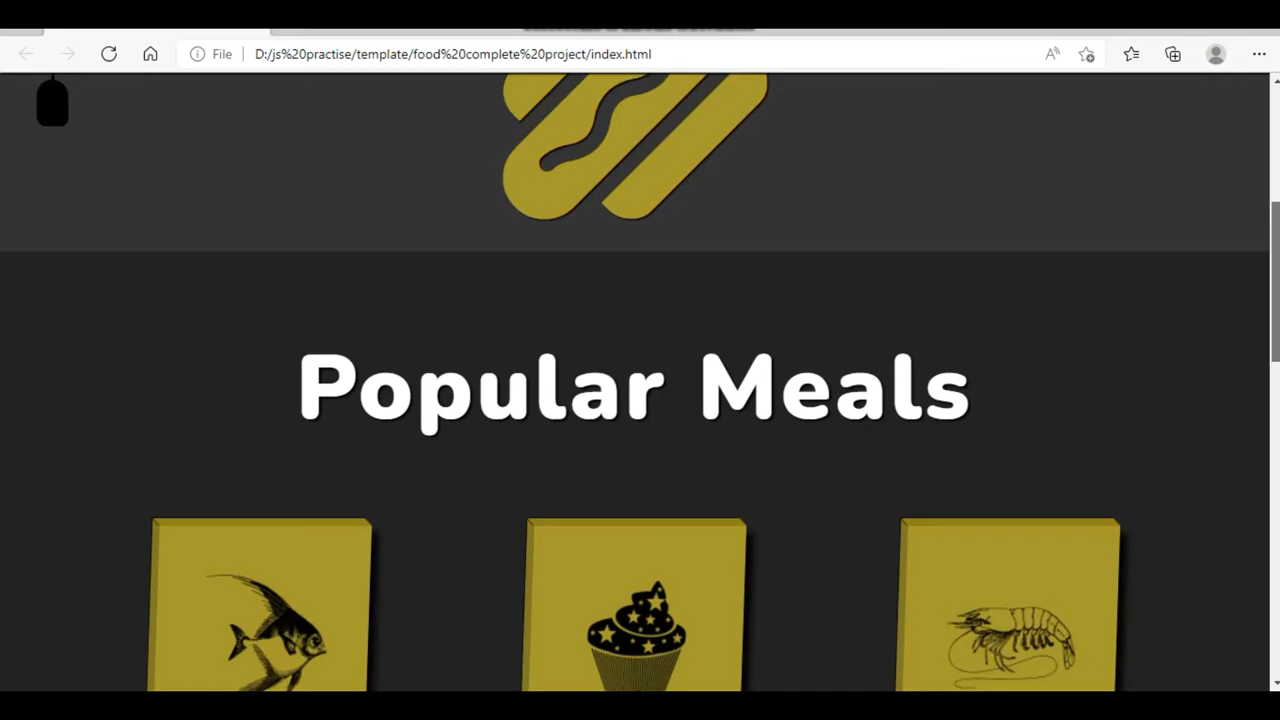 File
D:/js%20practise/template/food%20complete%20project/index.html
Popular Meals